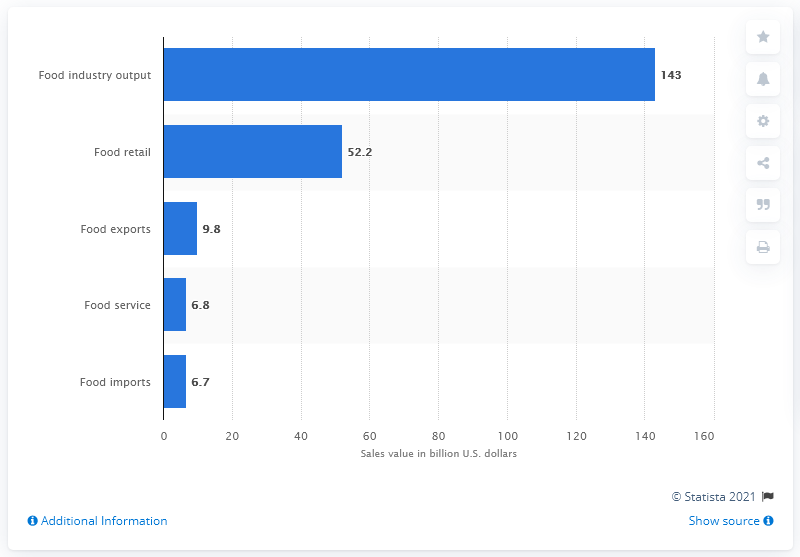 Food industry output 143
Food retail 52.2
Food exports 9.8
Food service 6.8
Food imports 6.7
0 20 40 60 80 100 120 140 160
Sales value in billion U.S. dollars
© Statista 2021
Additional Information Show source